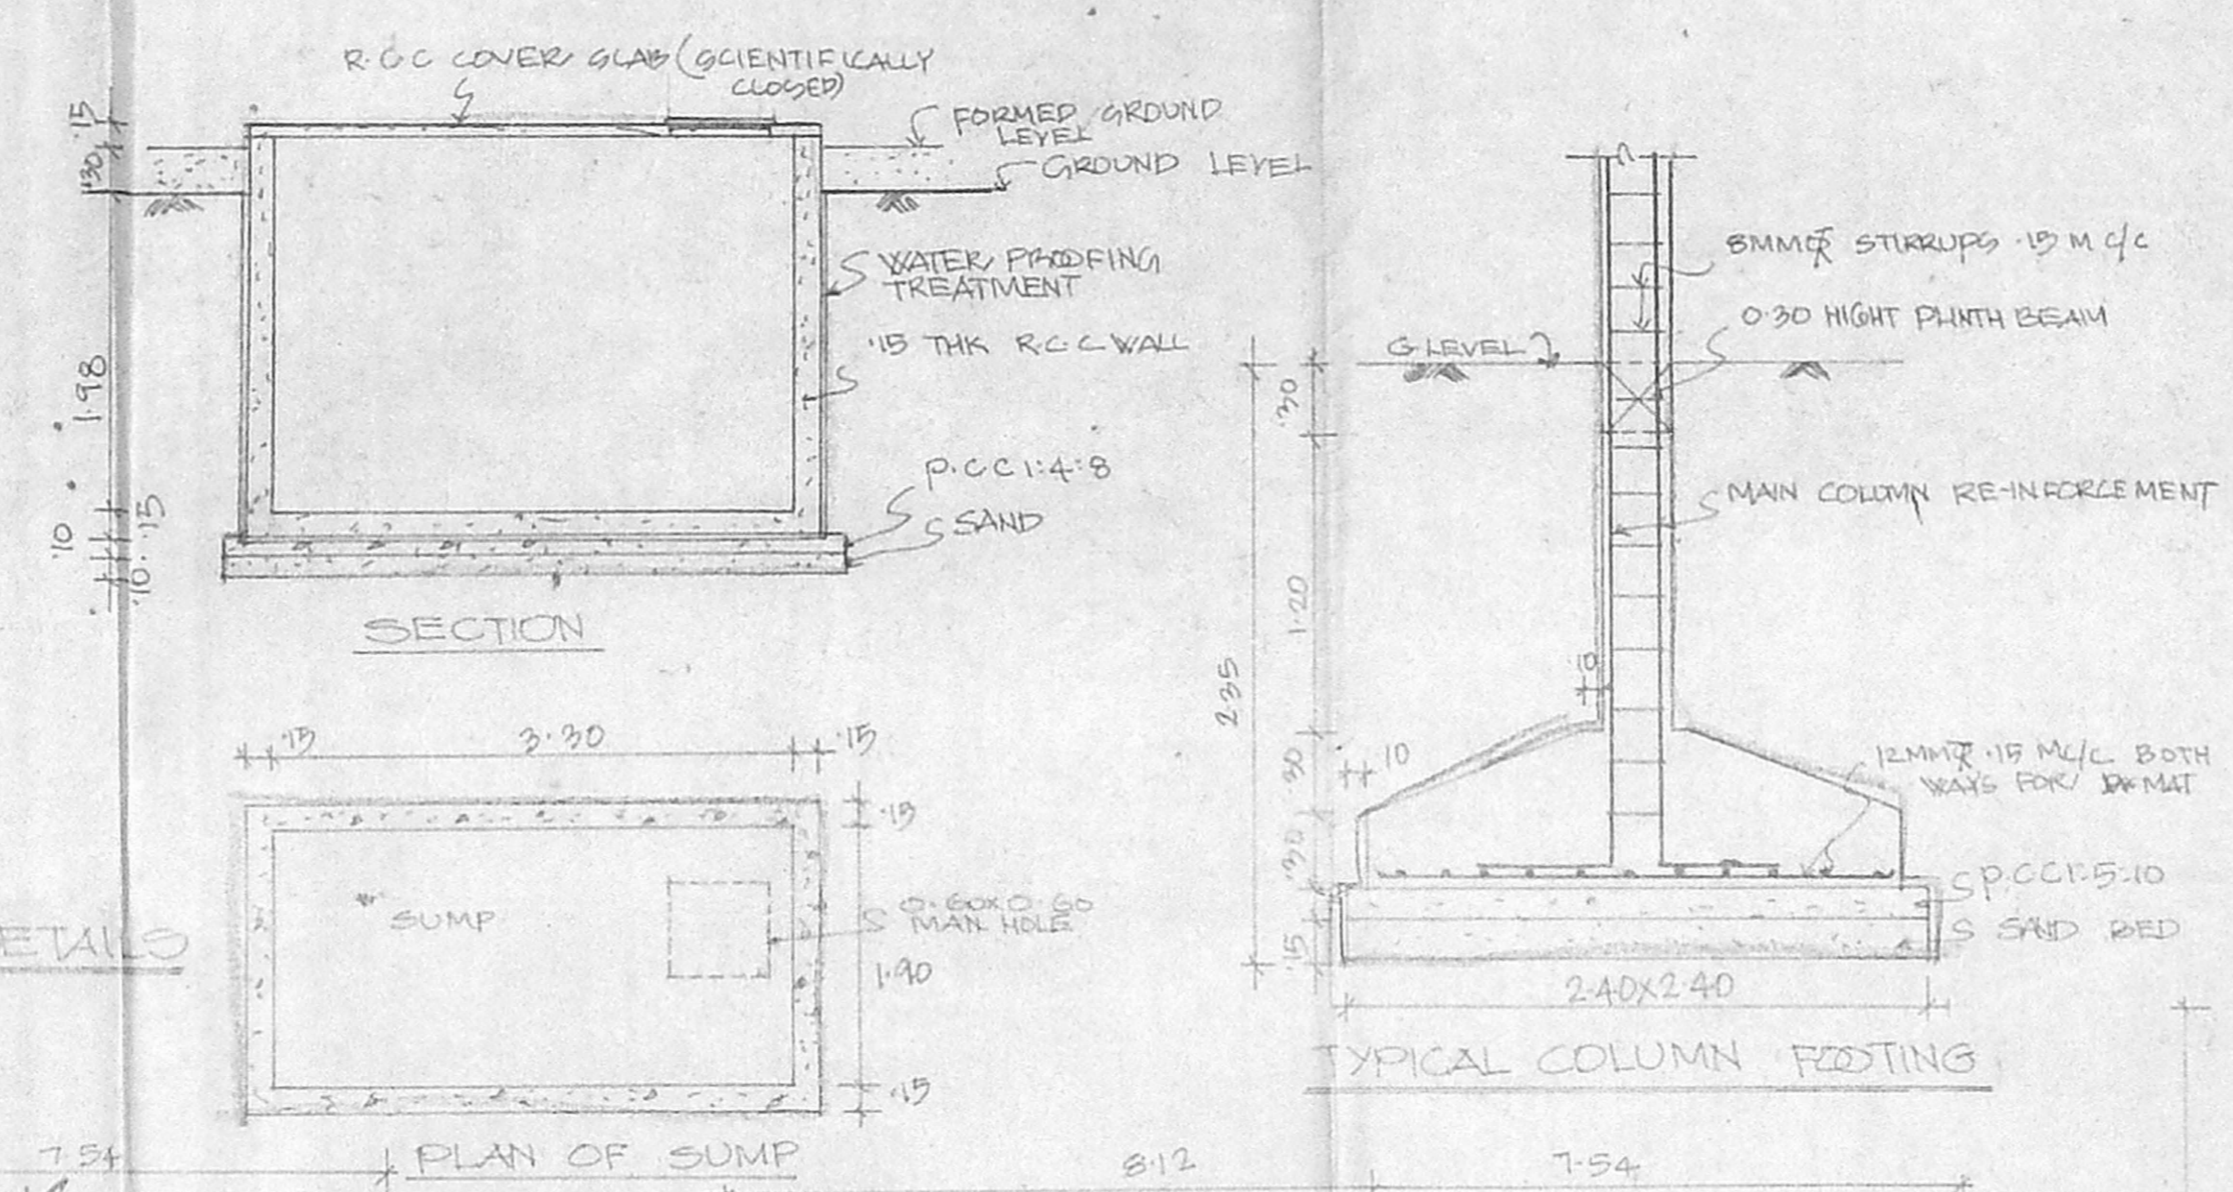 R.C.C COVER SLAB (SCIENTIFICALLY
CLOSED)
.15
.30
1.98
.15
.10
.10
FORMED GROUND
LEVEL
GROUND LEVEL
WATER PROOFING
TREATMENT
.15 THK R.C.C WALL
P.C.C 1:4:8
SAND
SECTION
.15
3.30
.15
.15
SUMP
0.60X0.60
MAN HOLE
1.90
.15
PLAN OF SUMP
ETAILS
7.54
8MMΦ STIRRUPS .15 M C/C
0.30 HIGHT PLINTH BEAM
G LEVEL
.30
MAIN COLUMN RE-INFORCEMENT
1.20
2.35
.10
.10
.30
12MMΦ .15 MC/C BOTH
WAYS FOR MAT
.30
P.CC1:5:10
SAND BED
.15
2.40X2.40
TYPICAL COLUMN FOOTING
8.12
7.54